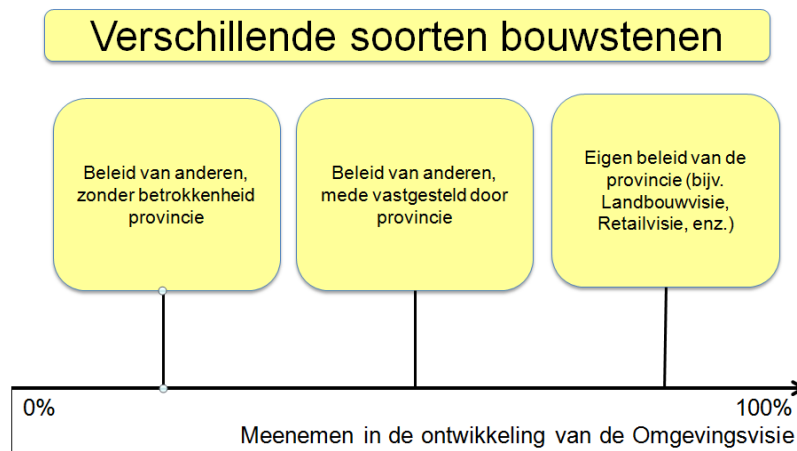 Verschillende soorten bouwstenen
Beleid van anderen,
zonder betrokkenheid
provincie
Beleid van anderen,
mede vastgesteld door
provincie
Eigen beleid van de
provincie (bijv.
Landbouwvisie,
Retailvisie, enz.)
0%
100%
Meenemen in de ontwikkeling van de Omgevingsvisie